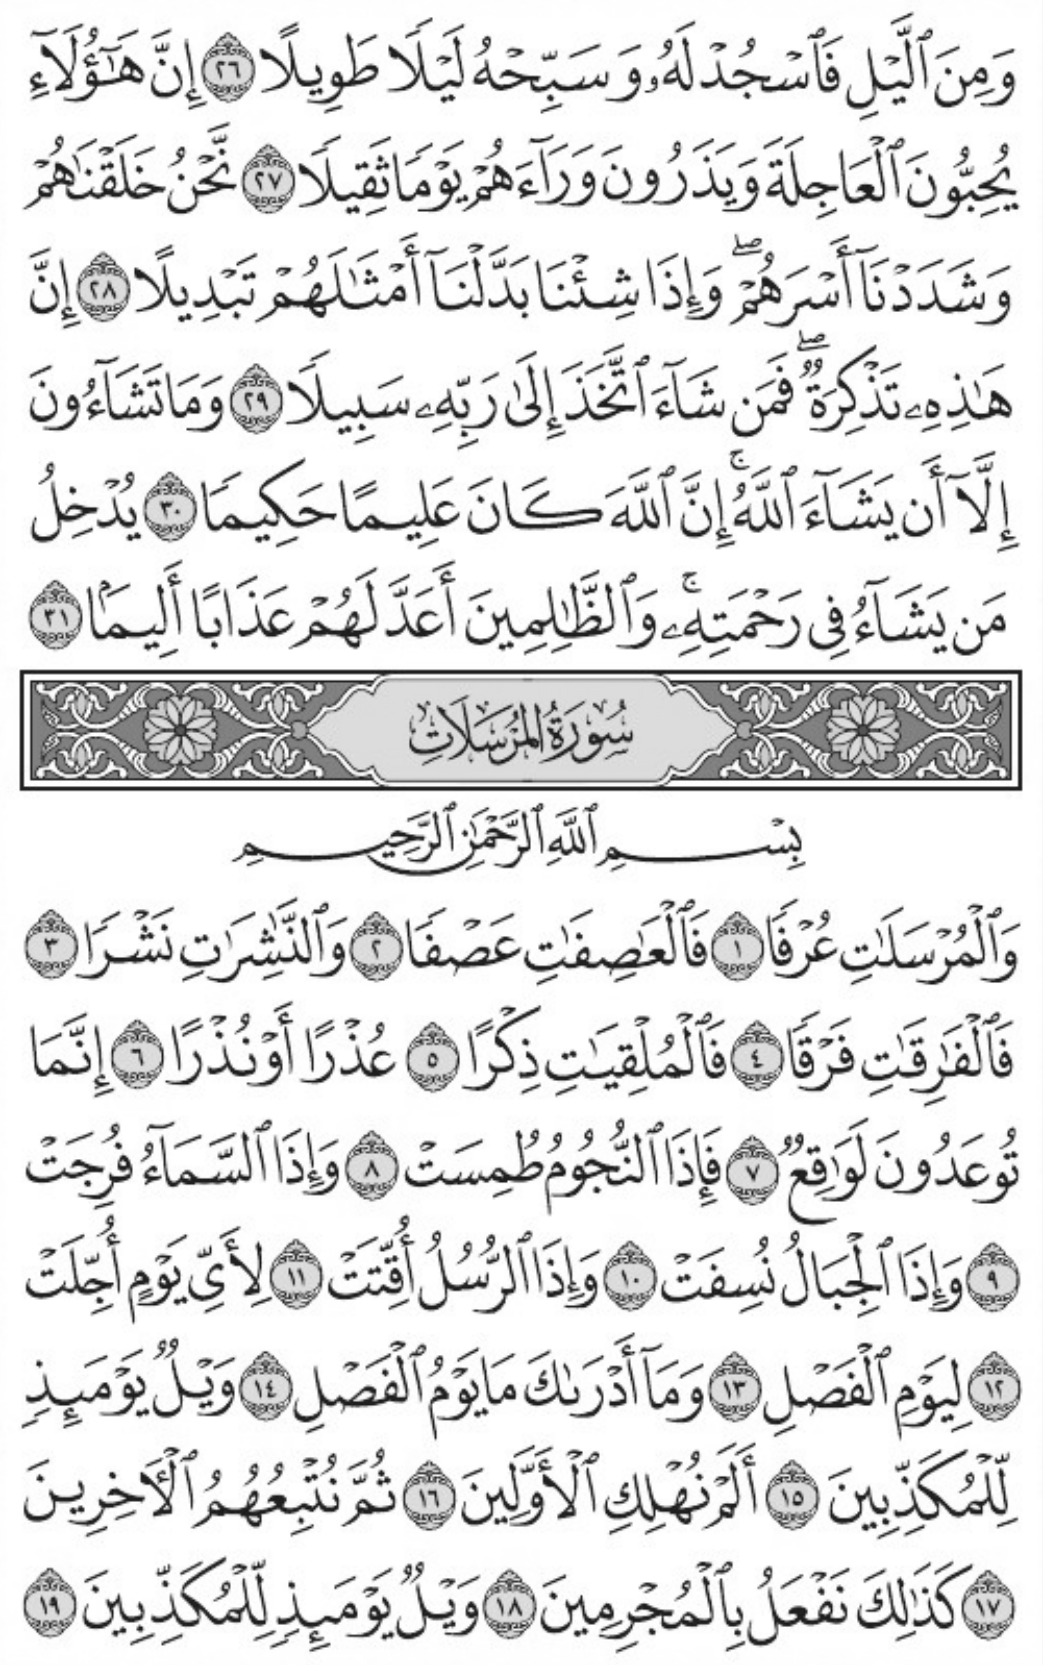 وَمِنَ ٱلَّيْلِ فَٱسْجُدْ لَهُۥ وَسَبِّحْهُ لَيْلًا طَوِيلًا ٢٦ إِنَّ هَٰٓؤُلَآءِ
يُحِبُّونَ ٱلْعَاجِلَةَ وَيَذَرُونَ وَرَآءَهُمْ يَوْمًا ثَقِيلًا ٢٧ نَّحْنُ خَلَقْنَٰهُمْ
وَشَدَدْنَآ أَسْرَهُمْ ۖ وَإِذَا شِئْنَا بَدَّلْنَآ أَمْثَٰلَهُمْ تَبْدِيلًا ٢٨ إِنَّ
هَٰذِهِۦ تَذْكِرَةٌ ۖ فَمَن شَآءَ ٱتَّخَذَ إِلَىٰ رَبِّهِۦ سَبِيلًا ٢٩ وَمَا تَشَآءُونَ
إِلَّآ أَن يَشَآءَ ٱللَّهُ ۚ إِنَّ ٱللَّهَ كَانَ عَلِيمًا حَكِيمًا ٣٠ يُدْخِلُ
مَن يَشَآءُ فِى رَحْمَتِهِۦ ۚ وَٱلظَّٰلِمِينَ أَعَدَّ لَهُمْ عَذَابًا أَلِيمًۢا ٣١
سُورَةُ المُرْسَلَاتِ
بِسْمِ ٱللَّهِ ٱلرَّحْمَٰنِ ٱلرَّحِيمِ
وَٱلْمُرْسَلَٰتِ عُرْفًا ١ فَٱلْعَٰصِفَٰتِ عَصْفًا ٢ وَٱلنَّٰشِرَٰتِ نَشْرًا ٣
فَٱلْفَٰرِقَٰتِ فَرْقًا ٤ فَٱلْمُلْقِيَٰتِ ذِكْرًا ٥ عُذْرًا أَوْ نُذْرًا ٦ إِنَّمَا
تُوعَدُونَ لَوَٰقِعٌ ٧ فَإِذَا ٱلنُّجُومُ طُمِسَتْ ٨ وَإِذَا ٱلسَّمَآءُ فُرِجَتْ
٩ وَإِذَا ٱلْجِبَالُ نُسِفَتْ ١٠ وَإِذَا ٱلرُّسُلُ أُقِّتَتْ ١١ لِأَىِّ يَوْمٍ أُجِّلَتْ
١٢ لِيَوْمِ ٱلْفَصْلِ ١٣ وَمَآ أَدْرَىٰكَ مَا يَوْمُ ٱلْفَصْلِ ١٤ وَيْلٌ يَوْمَئِذٍ
لِّلْمُكَذِّبِينَ ١٥ أَلَمْ نُهْلِكِ ٱلْأَوَّلِينَ ١٦ ثُمَّ نُتْبِعُهُمُ ٱلْءَاخِرِينَ
١٧ كَذَٰلِكَ نَفْعَلُ بِٱلْمُجْرِمِينَ ١٨ وَيْلٌ يَوْمَئِذٍ لِّلْمُكَذِّبِينَ ١٩